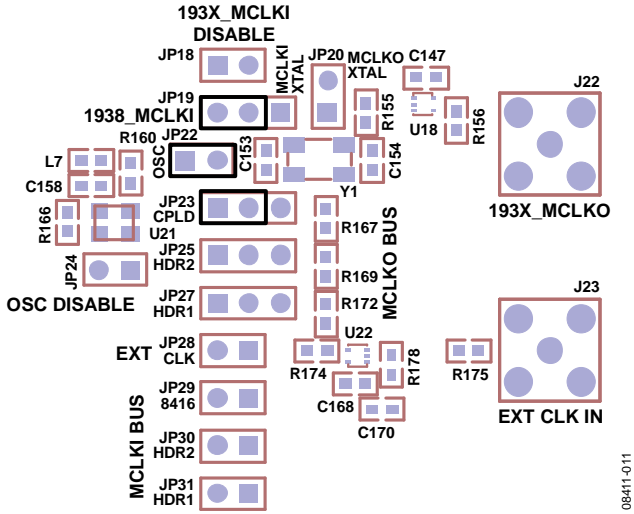 193X_MCLKI
DISABLE
JP18
MCLKI
XTAL
JP20
MCLKO
XTAL
C147
J22
JP19
1938_MCLKI
R155
U18
R156
R160
JP22
OSC
C153
C154
L7
C158
Y1
193X_MCLKO
R166
U21
JP23
CPLD
R167
MCLKO BUS
JP24
JP25
HDR2
R169
OSC DISABLE
JP27
HDR1
R172
J23
U22
EXT
JP28
CLK
R174
R178
R175
JP29
8416
C168
C170
EXT CLK IN
MCLKI BUS
JP30
HDR2
JP31
HDR1
08411-011